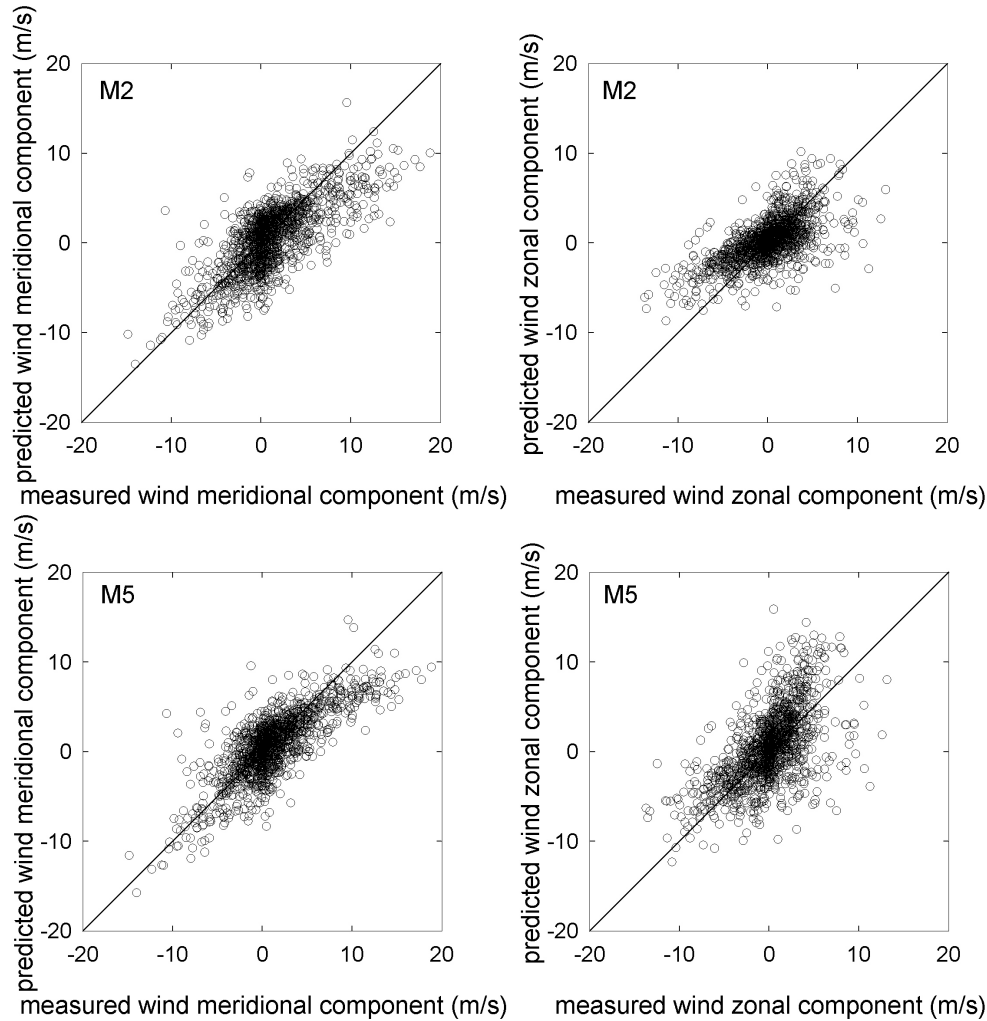 predicted wind meridional component (m/s)
20
10
0
-10
-20
M2
-20 -10 0 10 20
measured wind meridional component (m/s)
predicted wind zonal component (m/s)
20
10
0
-10
-20
M2
-20 -10 0 10 20
measured wind zonal component (m/s)
predicted wind meridional component (m/s)
20
10
0
-10
-20
M5
-20 -10 0 10 20
measured wind meridional component (m/s)
predicted wind zonal component (m/s)
20
10
0
-10
-20
M5
-20 -10 0 10 20
measured wind zonal component (m/s)